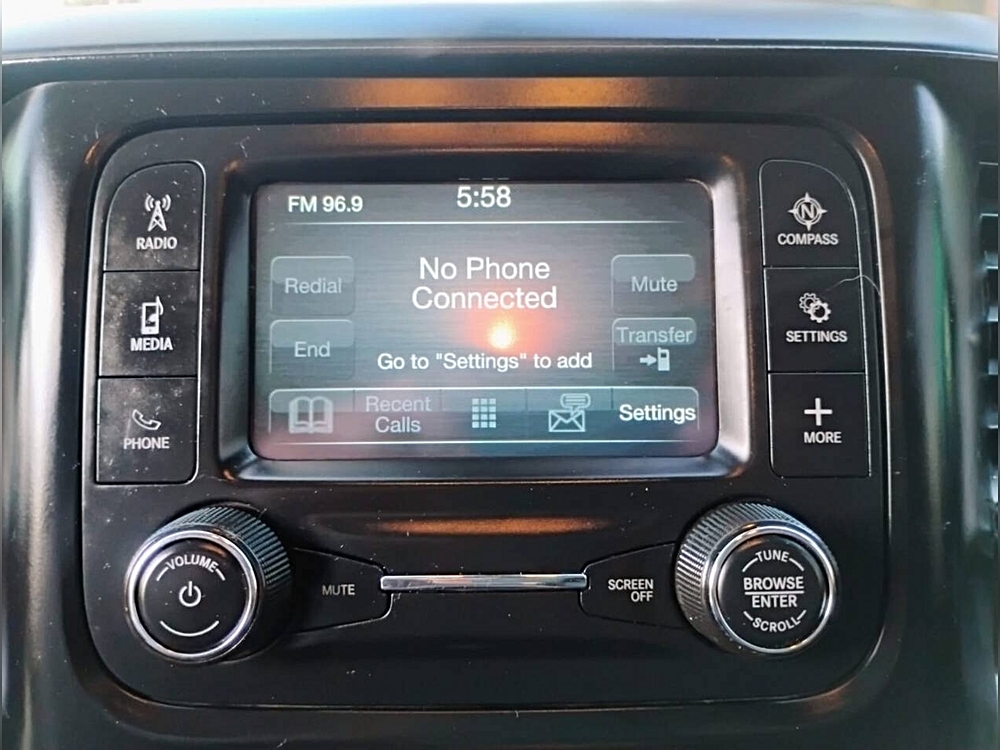 FM 96.9
5:58
RADIO
MEDIA
PHONE
Redial
End
No Phone
Connected
Go to "Settings" to add
Mute
Transfer
Recent
Calls
Settings
N
COMPASS
SETTINGS
MORE
VOLUME
MUTE
SCREEN
OFF
TUNE
BROWSE
ENTER
SCROLL